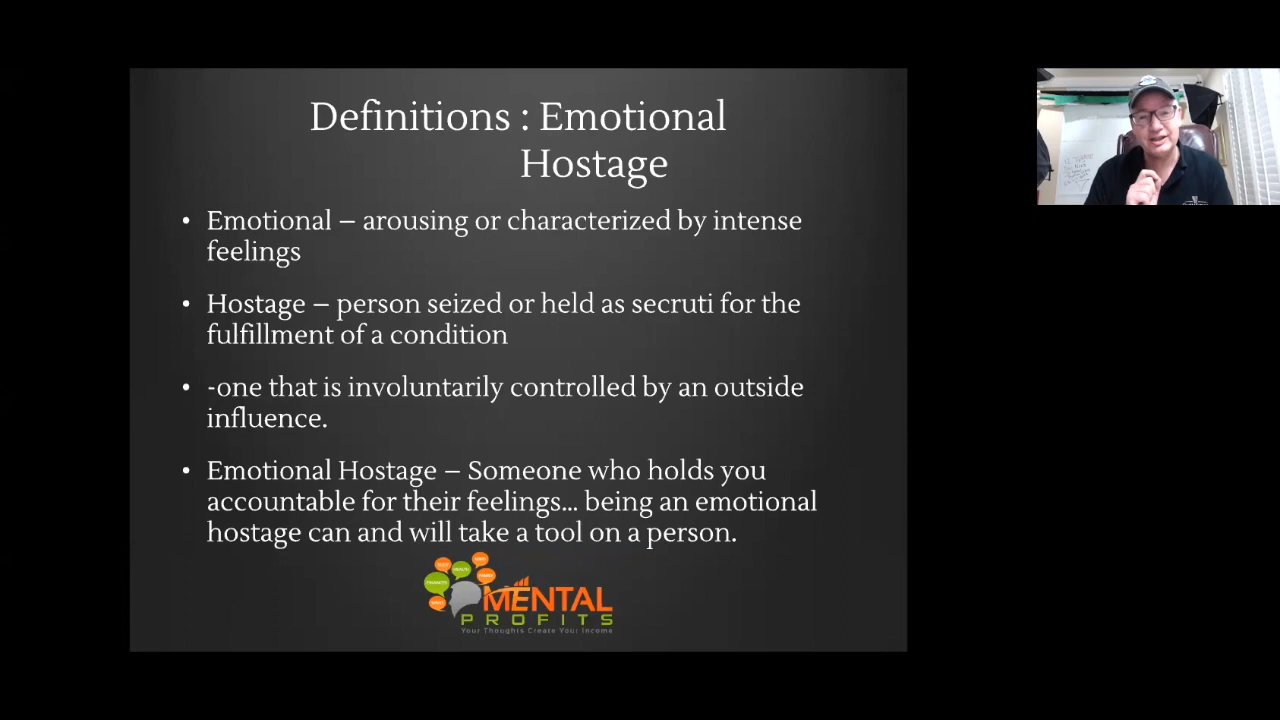 Definitions : Emotional
Hostage
• Emotional – arousing or characterized by intense
feelings
• Hostage – person seized or held as secruti for the
fulfillment of a condition
• -one that is involuntarily controlled by an outside
influence.
• Emotional Hostage – Someone who holds you
accountable for their feelings... being an emotional
hostage can and will take a tool on a person.
MENTAL
PROFITS
Your Thoughts Create Your Income